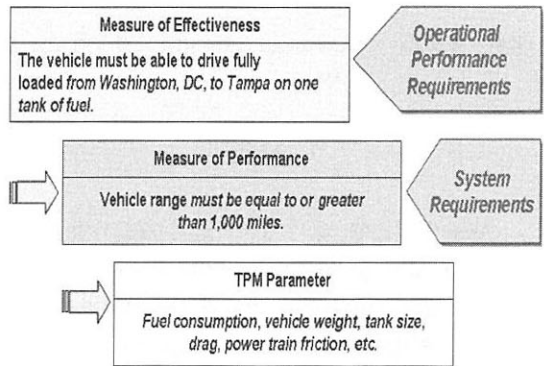 Measure of Effectiveness
The vehicle must be able to drive fully
loaded from Washington, DC, to Tampa on one
tank of fuel.
Operational
Performance
Requirements
Measure of Performance
Vehicle range must be equal to or greater
than 1,000 miles.
System
Requirements
TPM Parameter
Fuel consumption, vehicle weight, tank size,
drag, power train friction, etc.